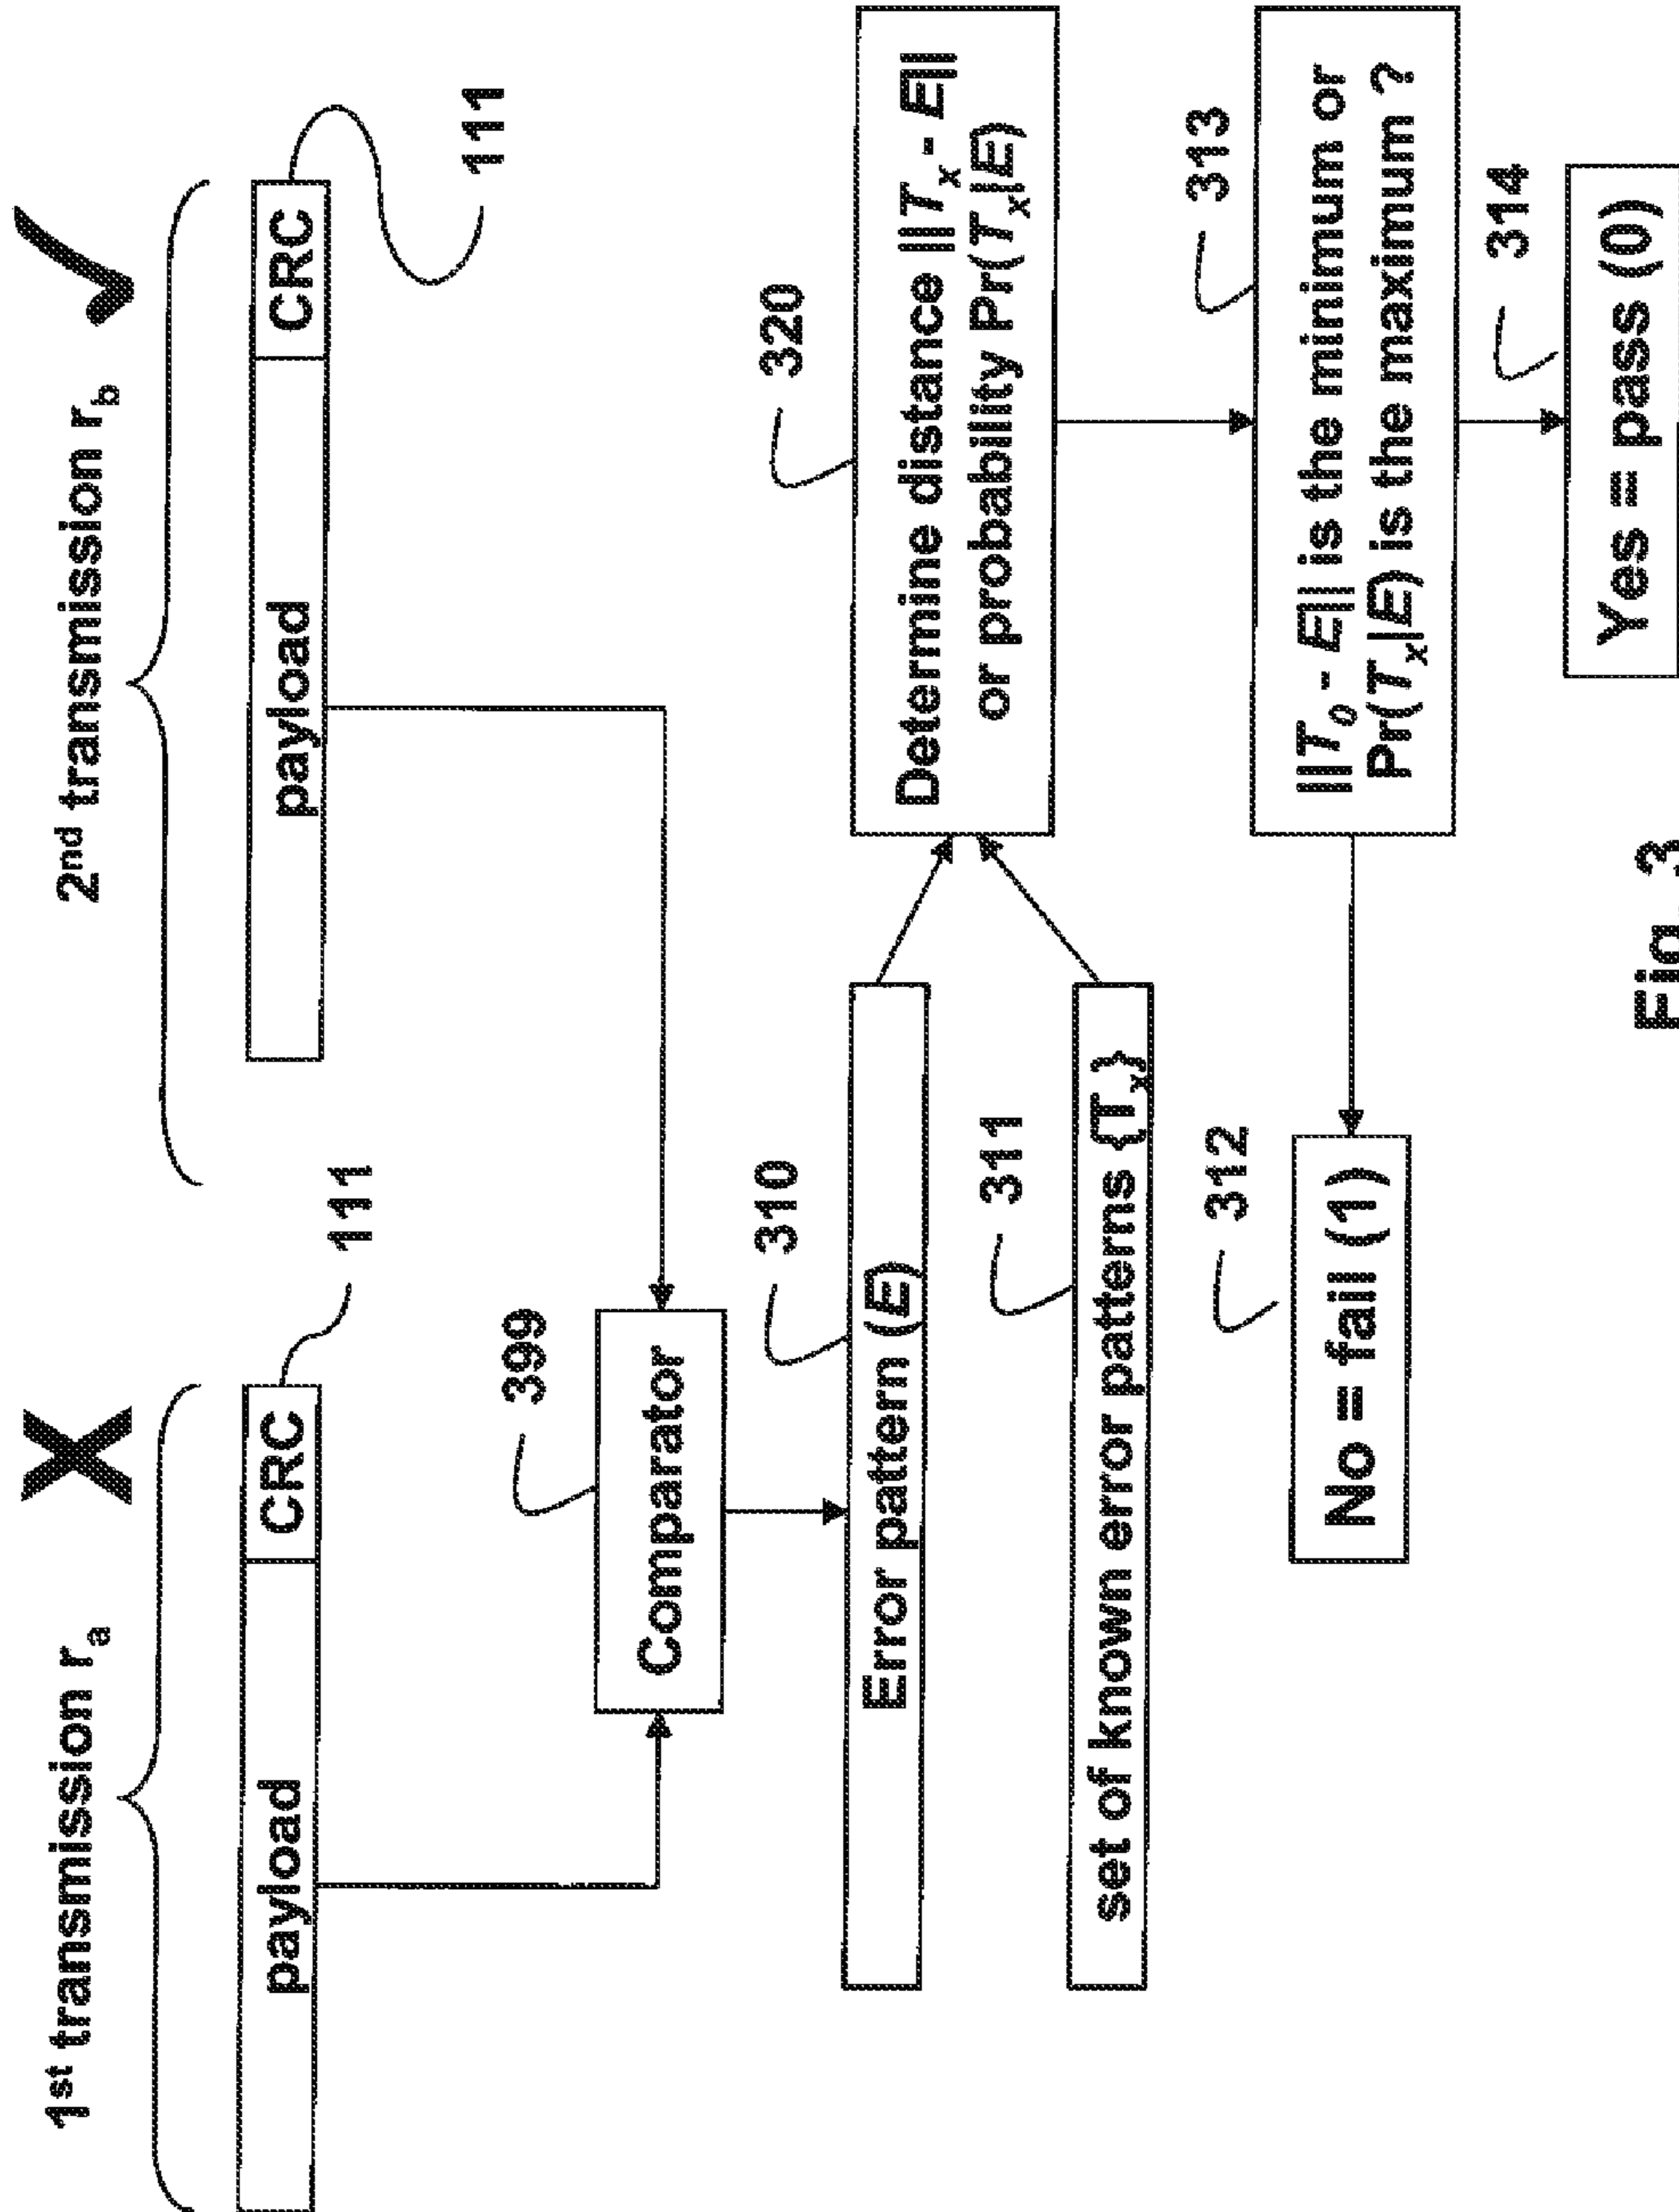 1st transmission ra
X
2nd transmission rb
payload
CRC
111
payload
CRC
111
399
Comparator
310
Error pattern (E)
311
set of known error patterns {Tx}
320
Determine distance ||Tx - E||
or probability Pr(Tx|E)
313
||T0 - E|| is the minimum or
Pr(Tx|E) is the maximum ?
312
No = fail (1)
314
Yes = pass (0)
Fig. 3